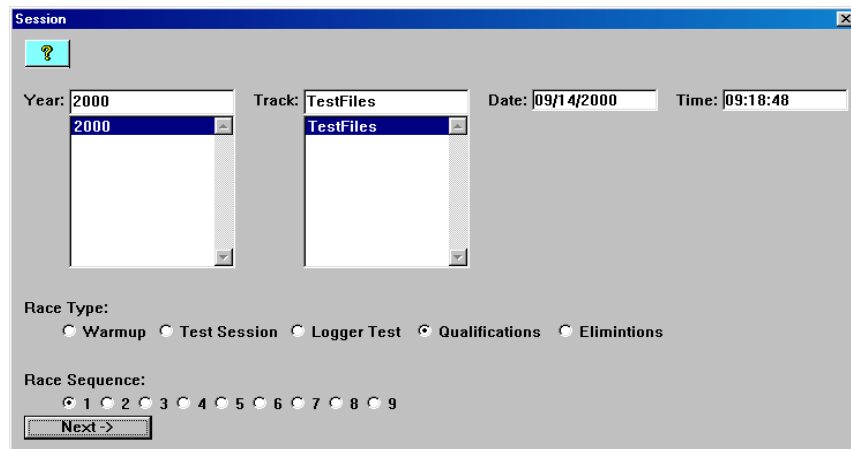 Session
?
Year: 2000 Track: TestFiles Date: 09/14/2000 Time: 09:18:48
2000 TestFiles
Race Type:
Warmup Test Session Logger Test Qualifications Elimintions
Race Sequence:
1 2 3 4 5 6 7 8 9
Next ->